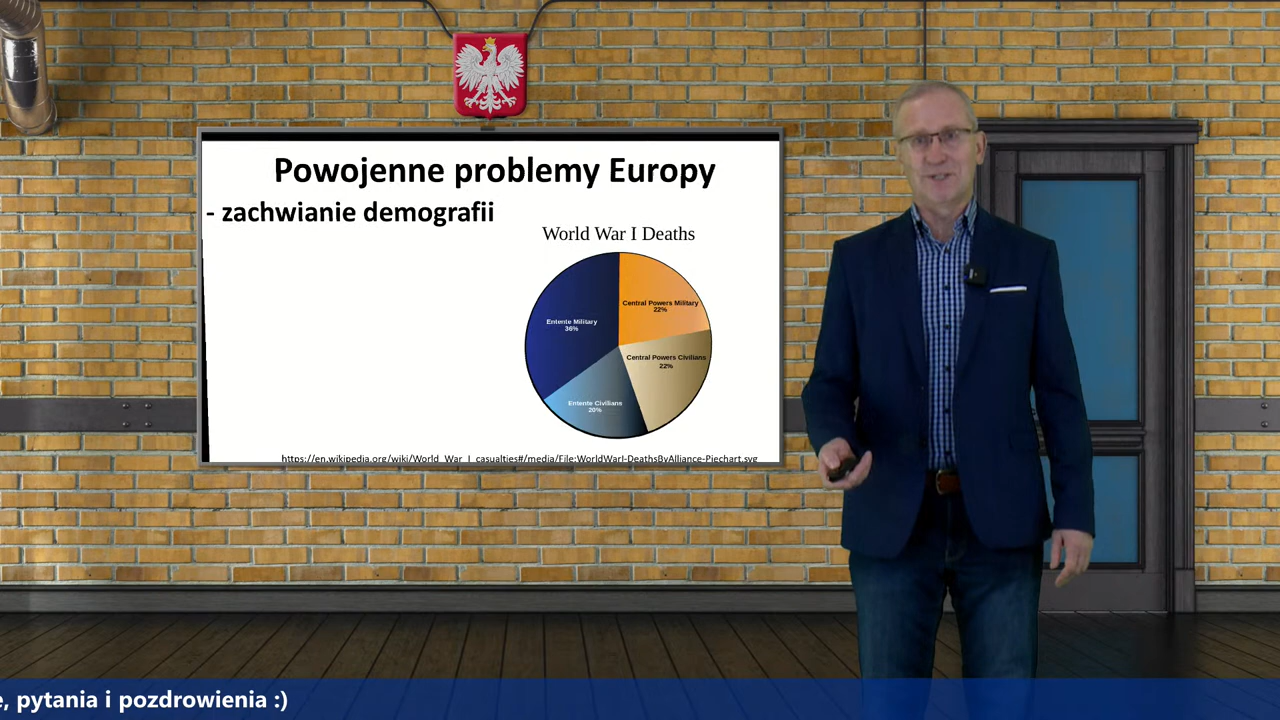 Powojenne problemy Europy
- zachwianie demografii
World War I Deaths
Central Powers Military
22%
Entente Military
36%
Central Powers Civilians
22%
Entente Civilians
20%
https://en.wikipedia.org/wiki/World_War_I_casualties#/media/File:WorldWarI-DeathsByAlliance-Piechart.svg
, pytania i pozdrowienia :)